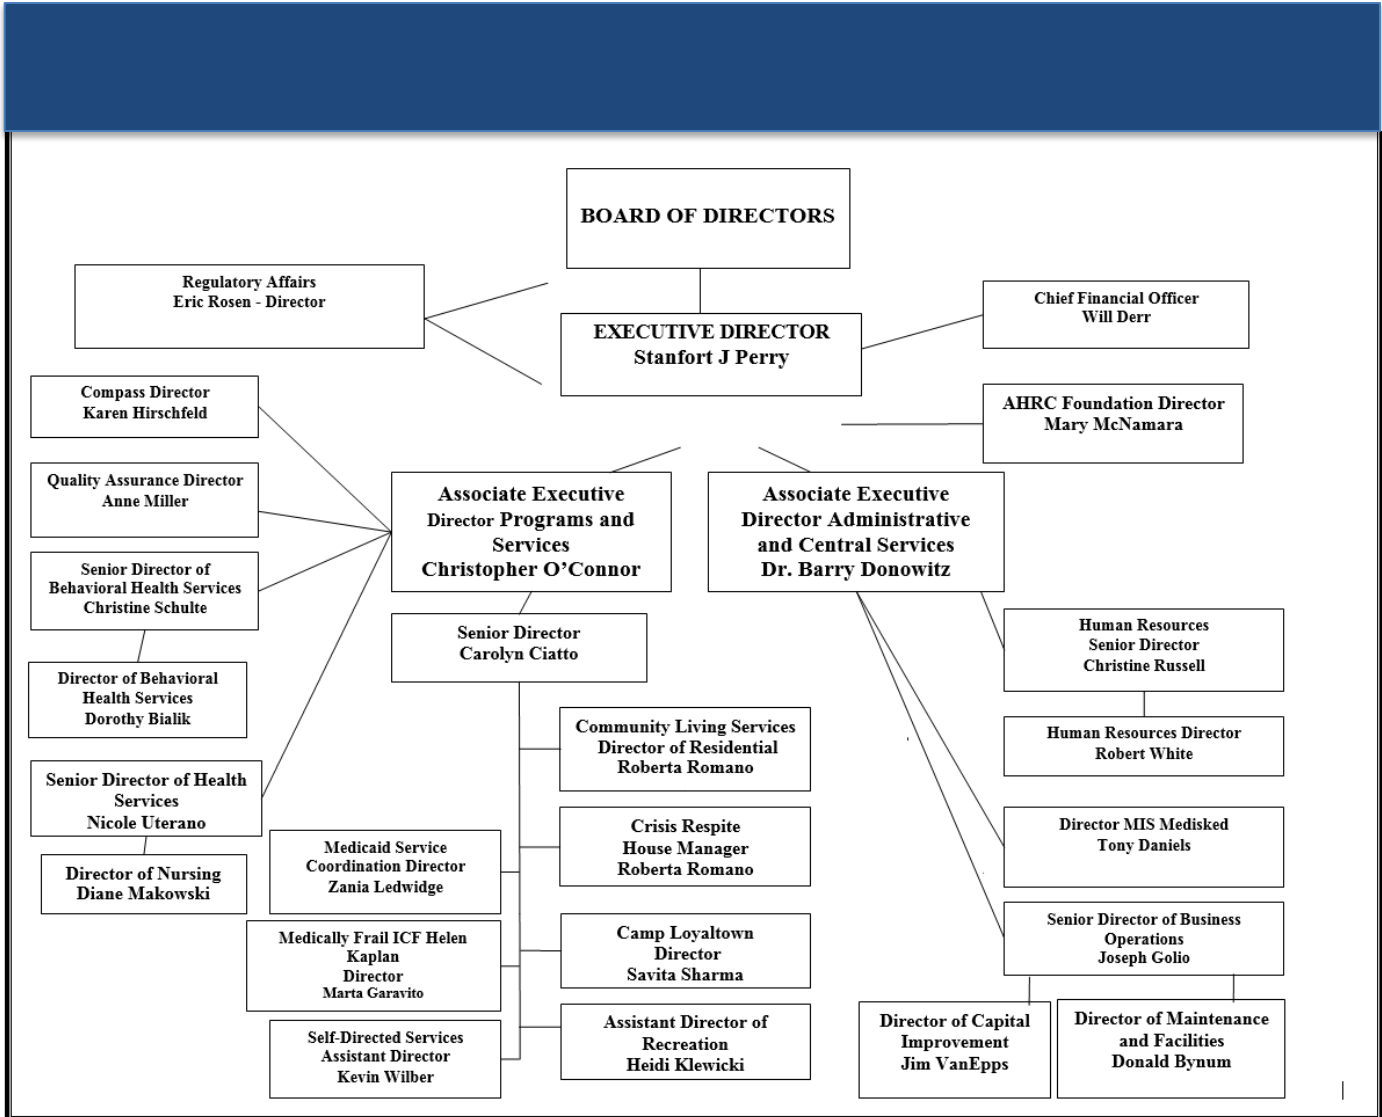 BOARD OF DIRECTORS
Regulatory Affairs
Eric Rosen - Director
EXECUTIVE DIRECTOR
Stanfort J Perry
Chief Financial Officer
Will Derr
Compass Director
Karen Hirschfeld
AHRC Foundation Director
Mary McNamara
Quality Assurance Director
Anne Miller
Associate Executive
Director Programs and
Services
Christopher O’Connor
Associate Executive
Director Administrative
and Central Services
Dr. Barry Donowitz
Senior Director of
Behavioral Health Services
Christine Schulte
Senior Director
Carolyn Ciatto
Human Resources
Senior Director
Christine Russell
Director of Behavioral
Health Services
Dorothy Bialik
Community Living Services
Director of Residential
Roberta Romano
Human Resources Director
Robert White
Senior Director of Health
Services
Nicole Uterano
Crisis Respite
House Manager
Roberta Romano
Director MIS Medisked
Tony Daniels
Medicaid Service
Coordination Director
Zania Ledwidge
Director of Nursing
Diane Makowski
Medically Frail ICF Helen
Kaplan
Director
Marta Garavito
Camp Loyaltown
Director
Savita Sharma
Senior Director of Business
Operations
Joseph Golio
Self-Directed Services
Assistant Director
Kevin Wilber
Assistant Director of
Recreation
Heidi Klewicki
Director of Capital
Improvement
Jim VanEpps
Director of Maintenance
and Facilities
Donald Bynum